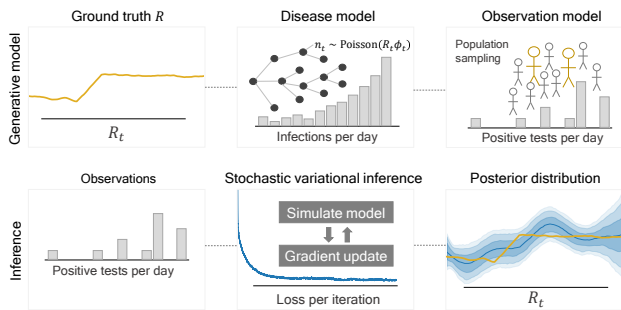 Generative model
Ground truth R
R_t
Disease model
n_t ~ Poisson(R_tϕ_t)
Infections per day
Observation model
Population
sampling
Positive tests per day
Inference
Observations
Positive tests per day
Stochastic variational inference
Simulate model
Gradient update
Loss per iteration
Posterior distribution
R_t